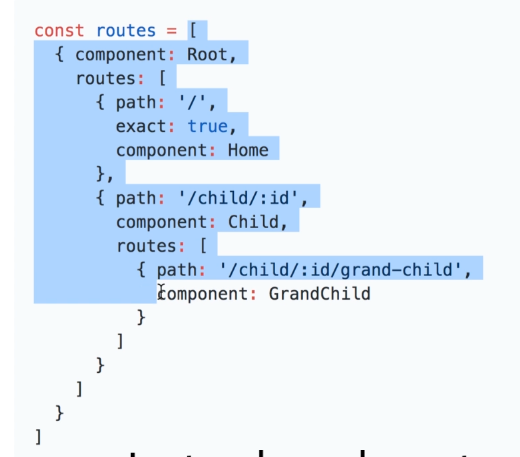 const routes = [
  { component: Root,
    routes: [
      { path: '/',
        exact: true,
        component: Home
      },
      { path: '/child/:id',
        component: Child,
        routes: [
          { path: '/child/:id/grand-child',
            component: GrandChild
          }
        ]
      }
    ]
  }
]